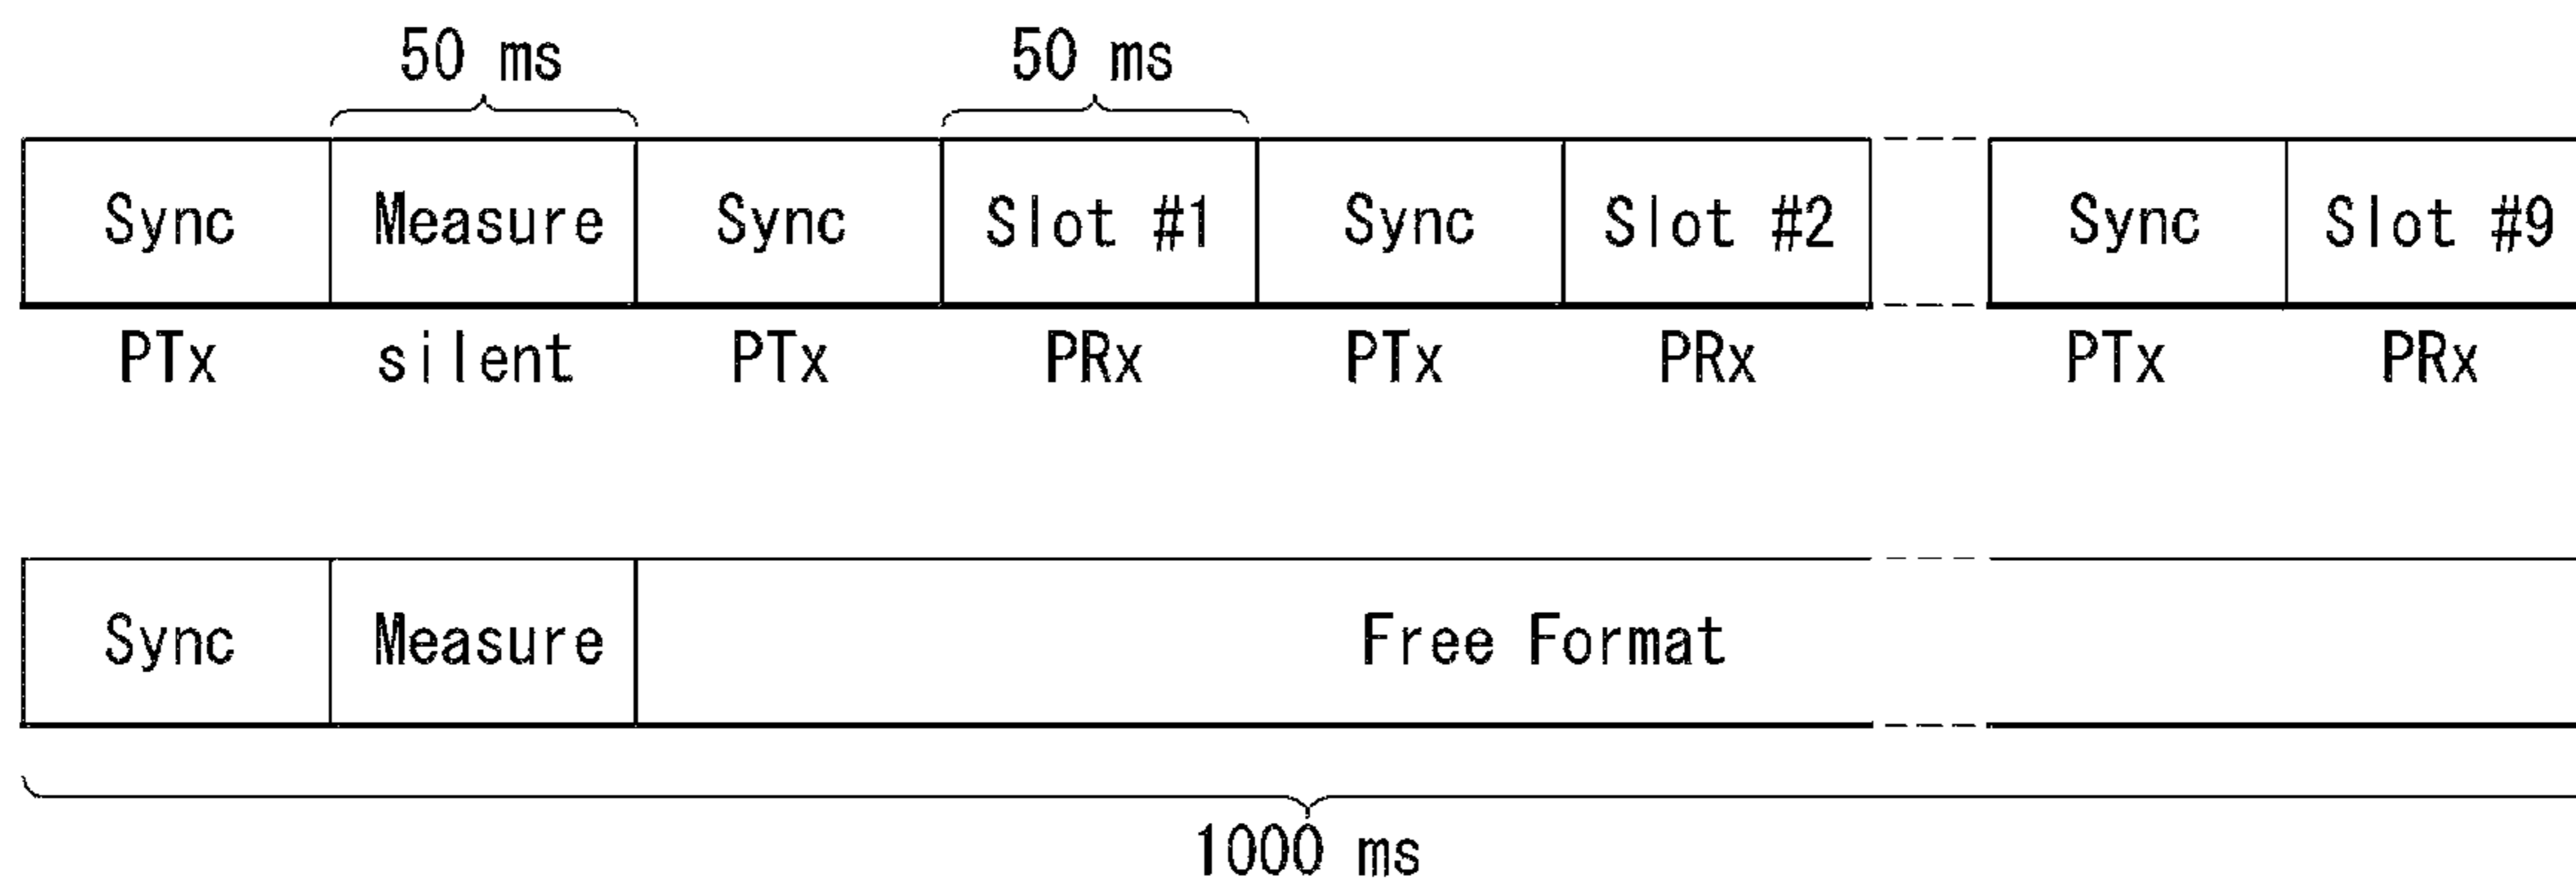 50 ms 50 ms
Sync Measure Sync Slot #1 Sync Slot #2 Sync Slot #9
PTx silent PTx PRx PTx PRx PTx PRx
Sync Measure Free Format
1000 ms